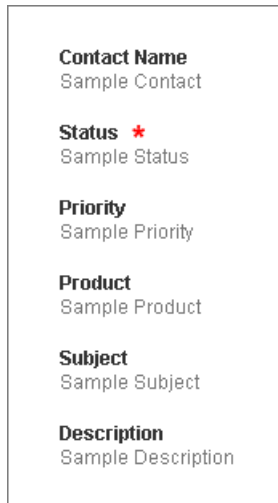 Contact Name
Sample Contact
Status *
Sample Status
Priority
Sample Priority
Product
Sample Product
Subject
Sample Subject
Description
Sample Description